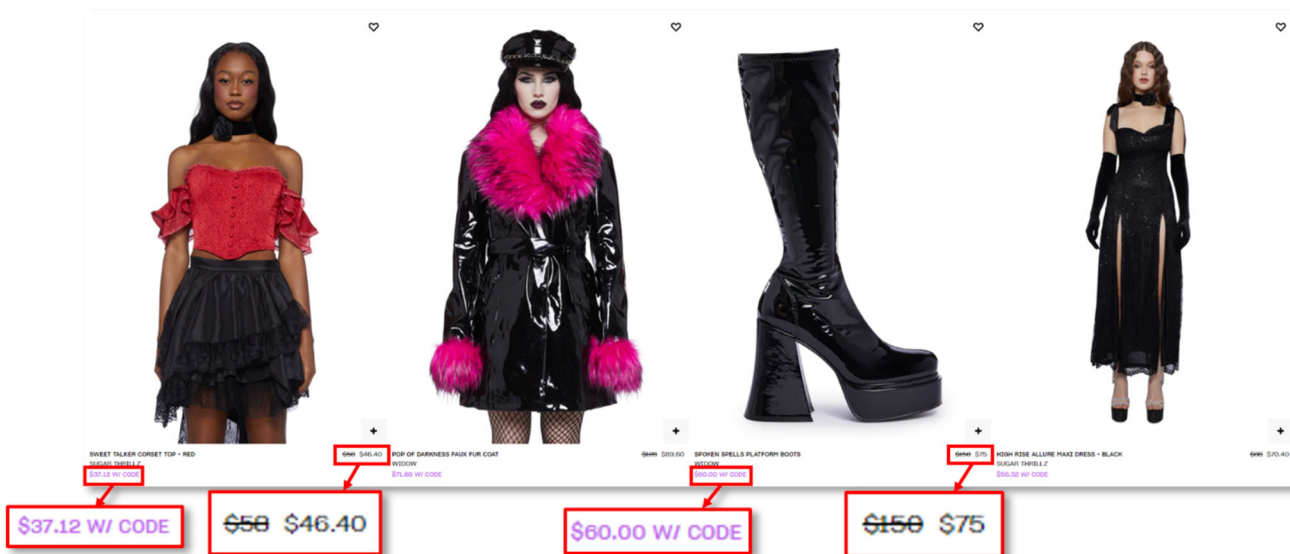 SWEET TALKER CORSET TOP - RED
$58 $46.40
SUGAR THRILLZ
$37.12 W/ CODE
POP OF DARKNESS FAUX FUR COAT
$89.60
WIDOW
$71.68 W/ CODE
SPOKEN SPELLS PLATFORM BOOTS
$150 $75
WIDOW
$60.00 W/ CODE
HIGH RISE ALLURE MAXI DRESS - BLACK
$88 $70.40
SUGAR THRILLZ
$56.32 W/ CODE
$37.12 W/ CODE
$58 $46.40
$60.00 W/ CODE
$150 $75